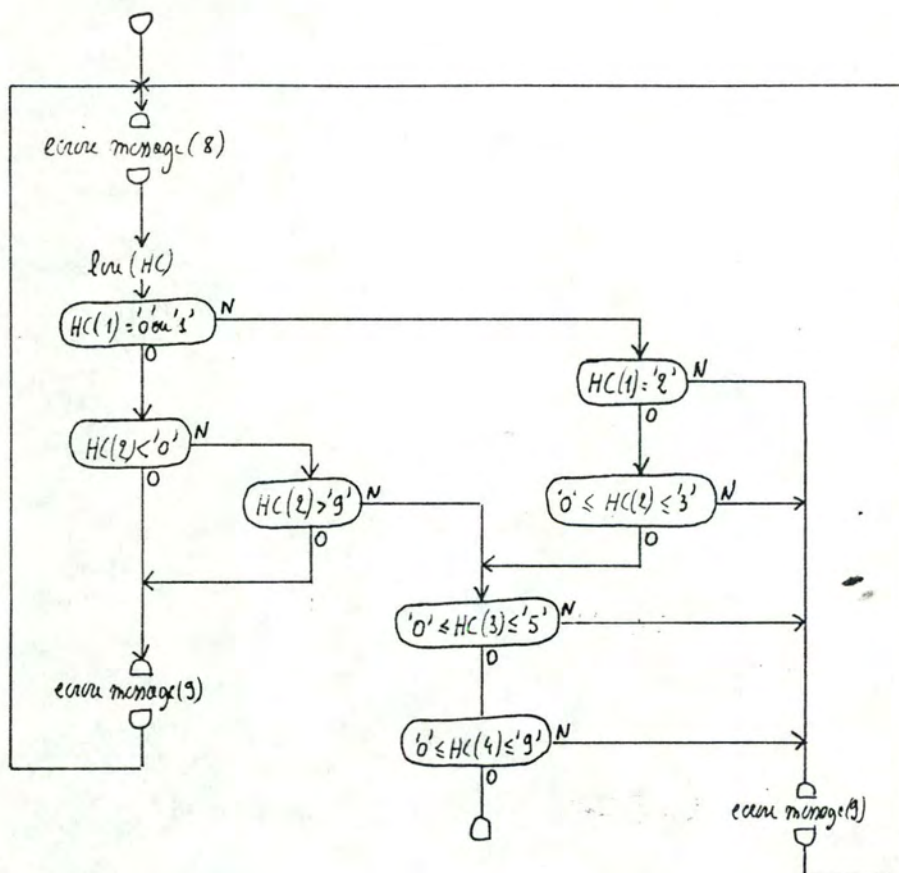 ecrire message(8)
lire (HC)
HC(1)='0'ou'1'
N
O
HC(1)='2'
N
O
HC(2)<'0'
N
O
HC(2)>'9'
N
O
'0' ≤ HC(2) ≤ '3'
N
O
'0' ≤ HC(3) ≤ '5'
N
O
ecrire message(9)
'0' ≤ HC(4) ≤ '9'
N
O
ecrire message(9)